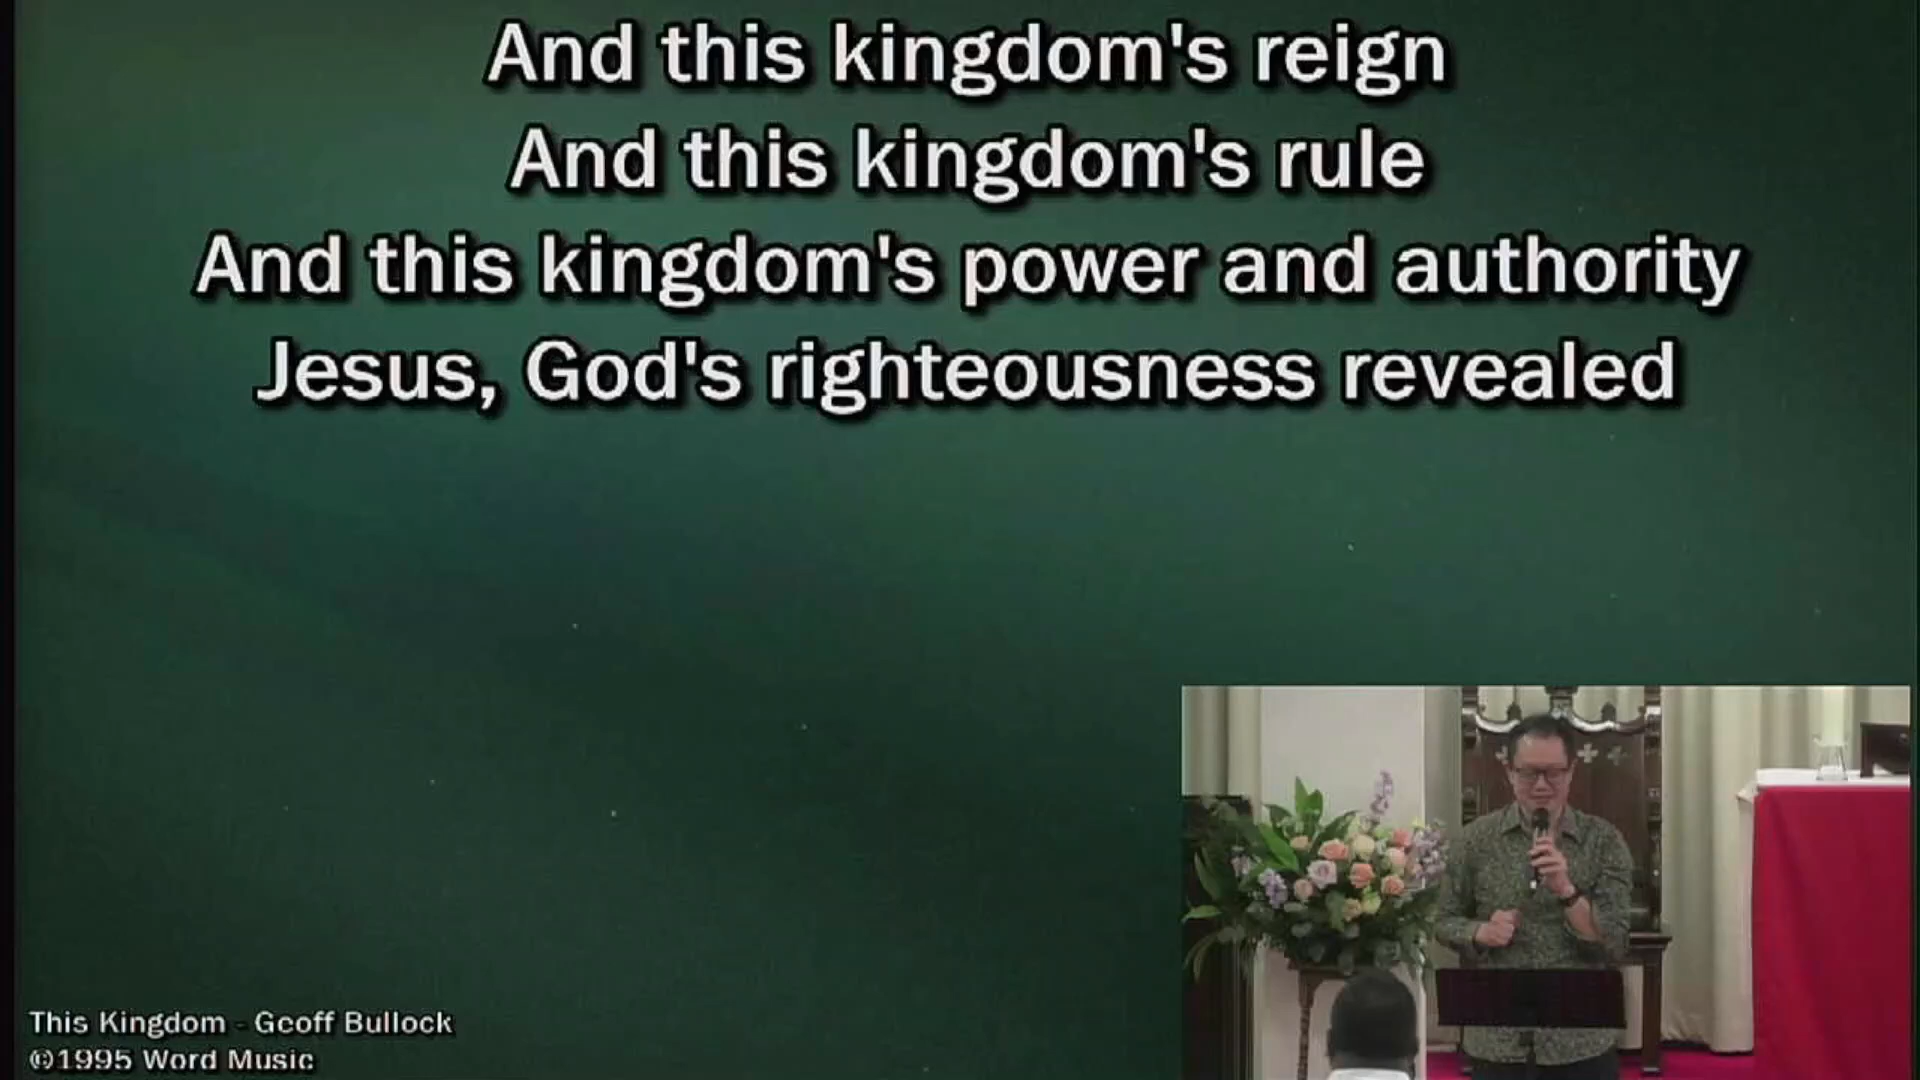 And this kingdom's reign
And this kingdom's rule
And this kingdom's power and authority
Jesus, God's righteousness revealed
This Kingdom - Geoff Bullock
©1995 Word Music